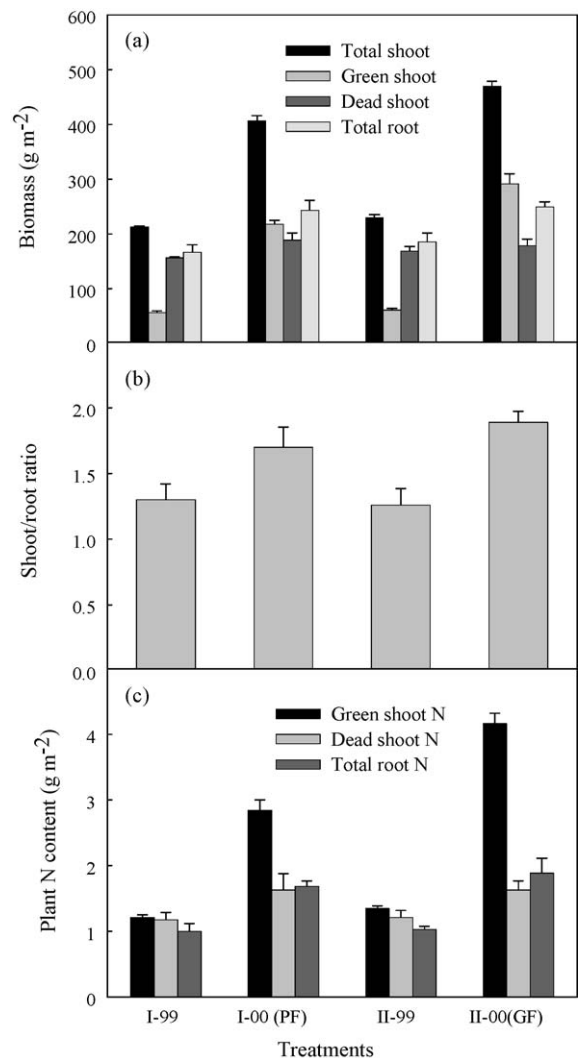 600
(a)
Total shoot
500
Green shoot
Dead shoot
400
Total root
300
200
100
0
Biomass (g m-2)
(b)
2.0
1.5
1.0
0.5
0.0
Shoot/root ratio
(c)
Green shoot N
4
Dead shoot N
Total root N
3
2
1
0
Plant N content (g m-2)
I-99 I-00 (PF) II-99 II-00(GF)
Treatments